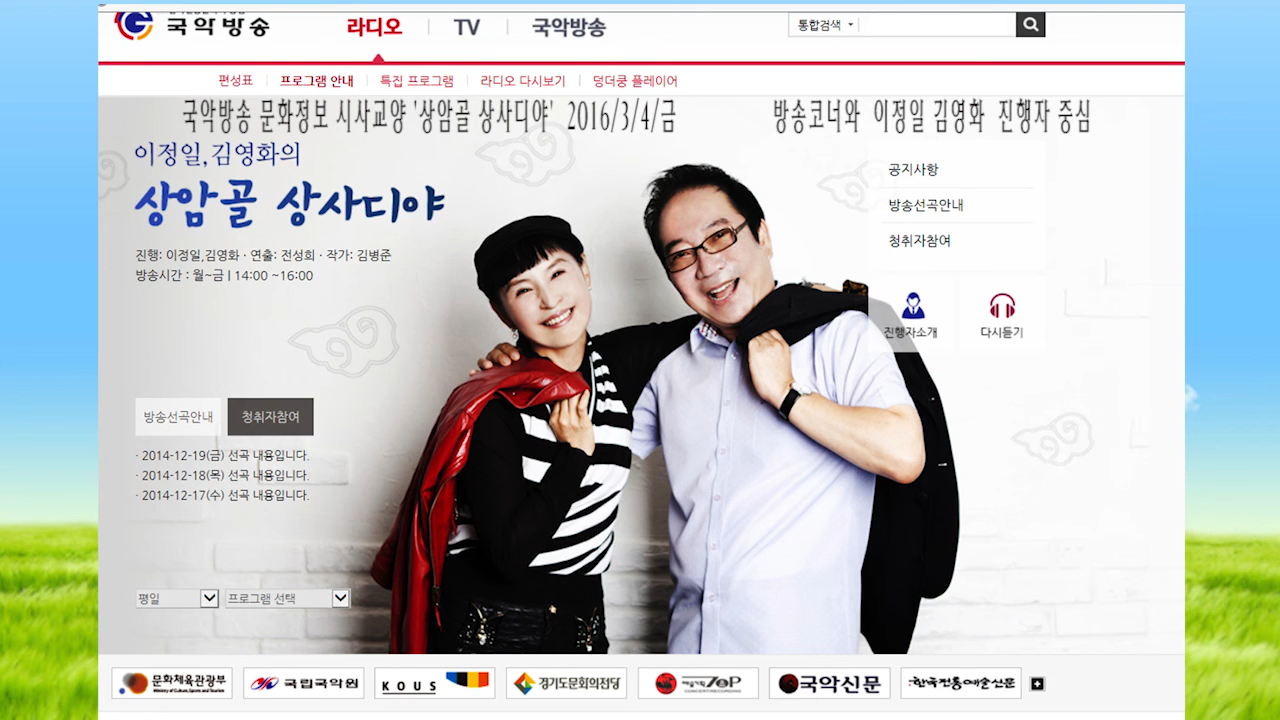 국악방송
라디오
TV
국악방송
통합검색
편성표
프로그램 안내
특집 프로그램
라디오 다시보기
덩더쿵 플레이어
국악방송 문화정보 시사교양 '상암골 상사디야' 2016/3/4/금
방송코너와 이정일 김영화 진행자 중심
이정일,김영화의
상암골 상사디야
진행: 이정일,김영화 · 연출: 전성희 · 작가: 김병준
방송시간 : 월~금 | 14:00 ~16:00
공지사항
방송선곡안내
청취자참여
진행자소개
다시듣기
방송선곡안내
청취자참여
· 2014-12-19(금) 선곡 내용입니다.
· 2014-12-18(목) 선곡 내용입니다.
· 2014-12-17(수) 선곡 내용입니다.
평일
프로그램 선택
문화체육관광부
Ministry of Culture, Sports and Tourism
국립국악원
KOUS
경기도문화의전당
국악신문
한국전통예술신문